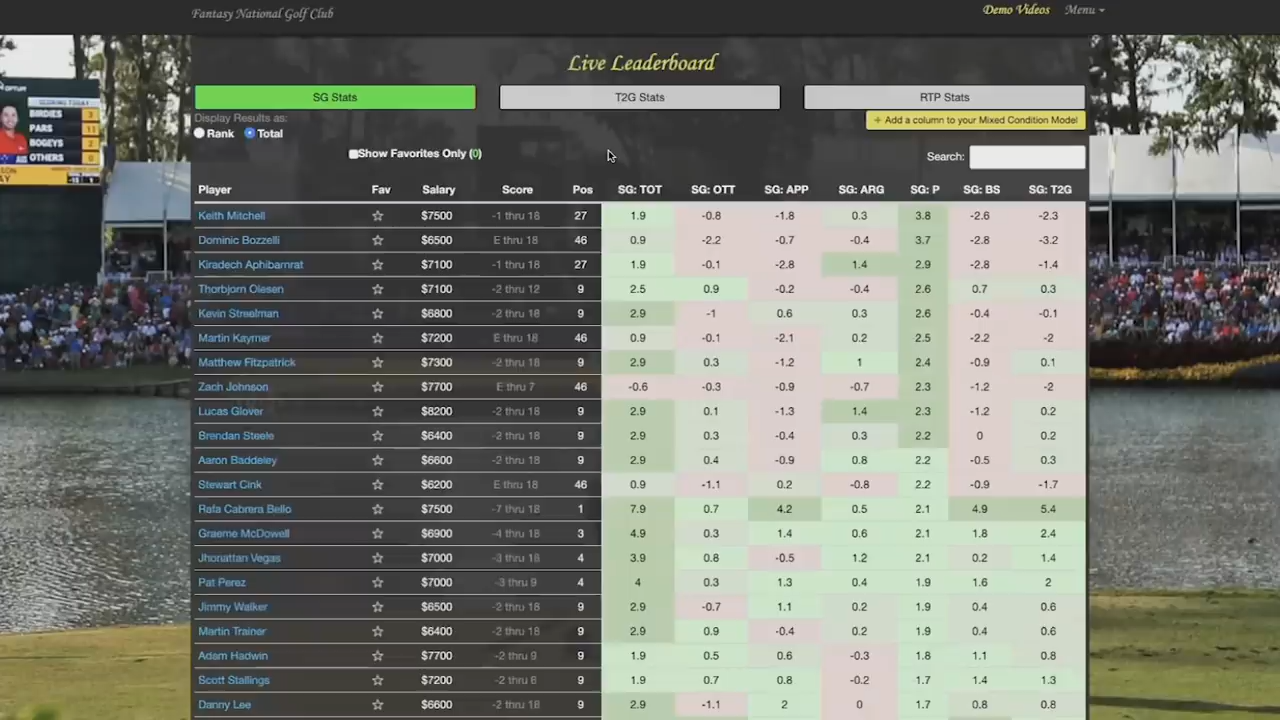 Fantasy National Golf Club Demo Videos Menu
Live Leaderboard
SG Stats T2G Stats RTP Stats
Display Results as: + Add a column to your Mixed Condition Model
Rank Total
Show Favorites Only (0) Search:
Player Fav Salary Score Pos SG: TOT SG: OTT SG: APP SG: ARG SG: P SG: BS SG: T2G
Keith Mitchell $7500 -1 thru 18 27 1.9 -0.8 -1.8 0.3 3.8 -2.6 -2.3
Dominic Bozzelli $6500 E thru 18 46 0.9 -2.2 -0.7 -0.4 3.7 -2.8 -3.2
Kiradech Aphibarnrat $7100 -1 thru 18 27 1.9 -0.1 -2.8 1.4 2.9 -2.8 -1.4
Thorbjorn Olesen $7100 -2 thru 12 9 2.5 0.9 -0.2 -0.4 2.6 0.7 0.3
Kevin Streelman $6800 -2 thru 18 9 2.9 -1 0.6 0.3 2.6 -0.4 -0.1
Martin Kaymer $7200 E thru 18 46 0.9 -0.1 -2.1 0.2 2.5 -2.2 -2
Matthew Fitzpatrick $7300 -2 thru 18 9 2.9 0.3 -1.2 1 2.4 -0.9 0.1
Zach Johnson $7700 E thru 7 46 -0.6 -0.3 -0.9 -0.7 2.3 -1.2 -2
Lucas Glover $8200 -2 thru 18 9 2.9 0.1 -1.3 1.4 2.3 -1.2 0.2
Brendan Steele $6400 -2 thru 18 9 2.9 0.3 -0.4 0.3 2.2 0 0.2
Aaron Baddeley $6600 -2 thru 18 9 2.9 0.4 -0.9 0.8 2.2 -0.5 0.3
Stewart Cink $6200 E thru 18 46 0.9 -1.1 0.2 -0.8 2.2 -0.9 -1.7
Rafa Cabrera Bello $7500 -7 thru 18 1 7.9 0.7 4.2 0.5 2.1 4.9 5.4
Graeme McDowell $6900 -4 thru 18 3 4.9 0.3 1.4 0.6 2.1 1.8 2.4
Jhonattan Vegas $7000 -3 thru 18 4 3.9 0.8 -0.5 1.2 2.1 0.2 1.4
Pat Perez $7000 -3 thru 9 4 4 0.3 1.3 0.4 1.9 1.6 2
Jimmy Walker $6500 -2 thru 18 9 2.9 -0.7 1.1 0.2 1.9 0.4 0.6
Martin Trainer $6400 -2 thru 18 9 2.9 0.9 -0.4 0.2 1.9 0.4 0.6
Adam Hadwin $7700 -2 thru 9 9 1.9 0.5 0.6 -0.3 1.8 1.1 0.8
Scott Stallings $7200 -2 thru 6 9 1.9 0.7 0.8 -0.2 1.7 1.4 1.3
Danny Lee $6600 -2 thru 18 9 2.9 -1.1 2 0 1.7 0.8 0.8
SCORING TODAY
BIRDIES 3
PARS 11
BOGEYS 2
OTHERS 0